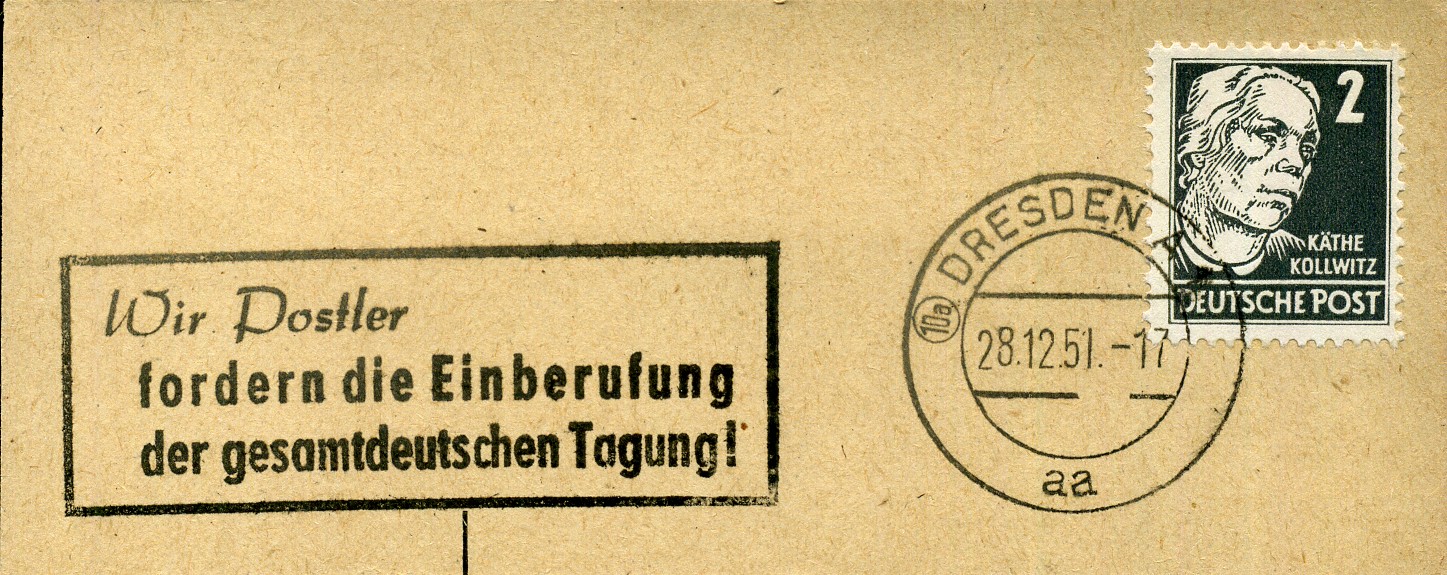 Wir Postler
fordern die Einberufung
der gesamtdeutschen Tagung!
DRESDEN
10a
28.12.51.-17
aa
2
KÄTHE
KOLLWITZ
DEUTSCHE POST